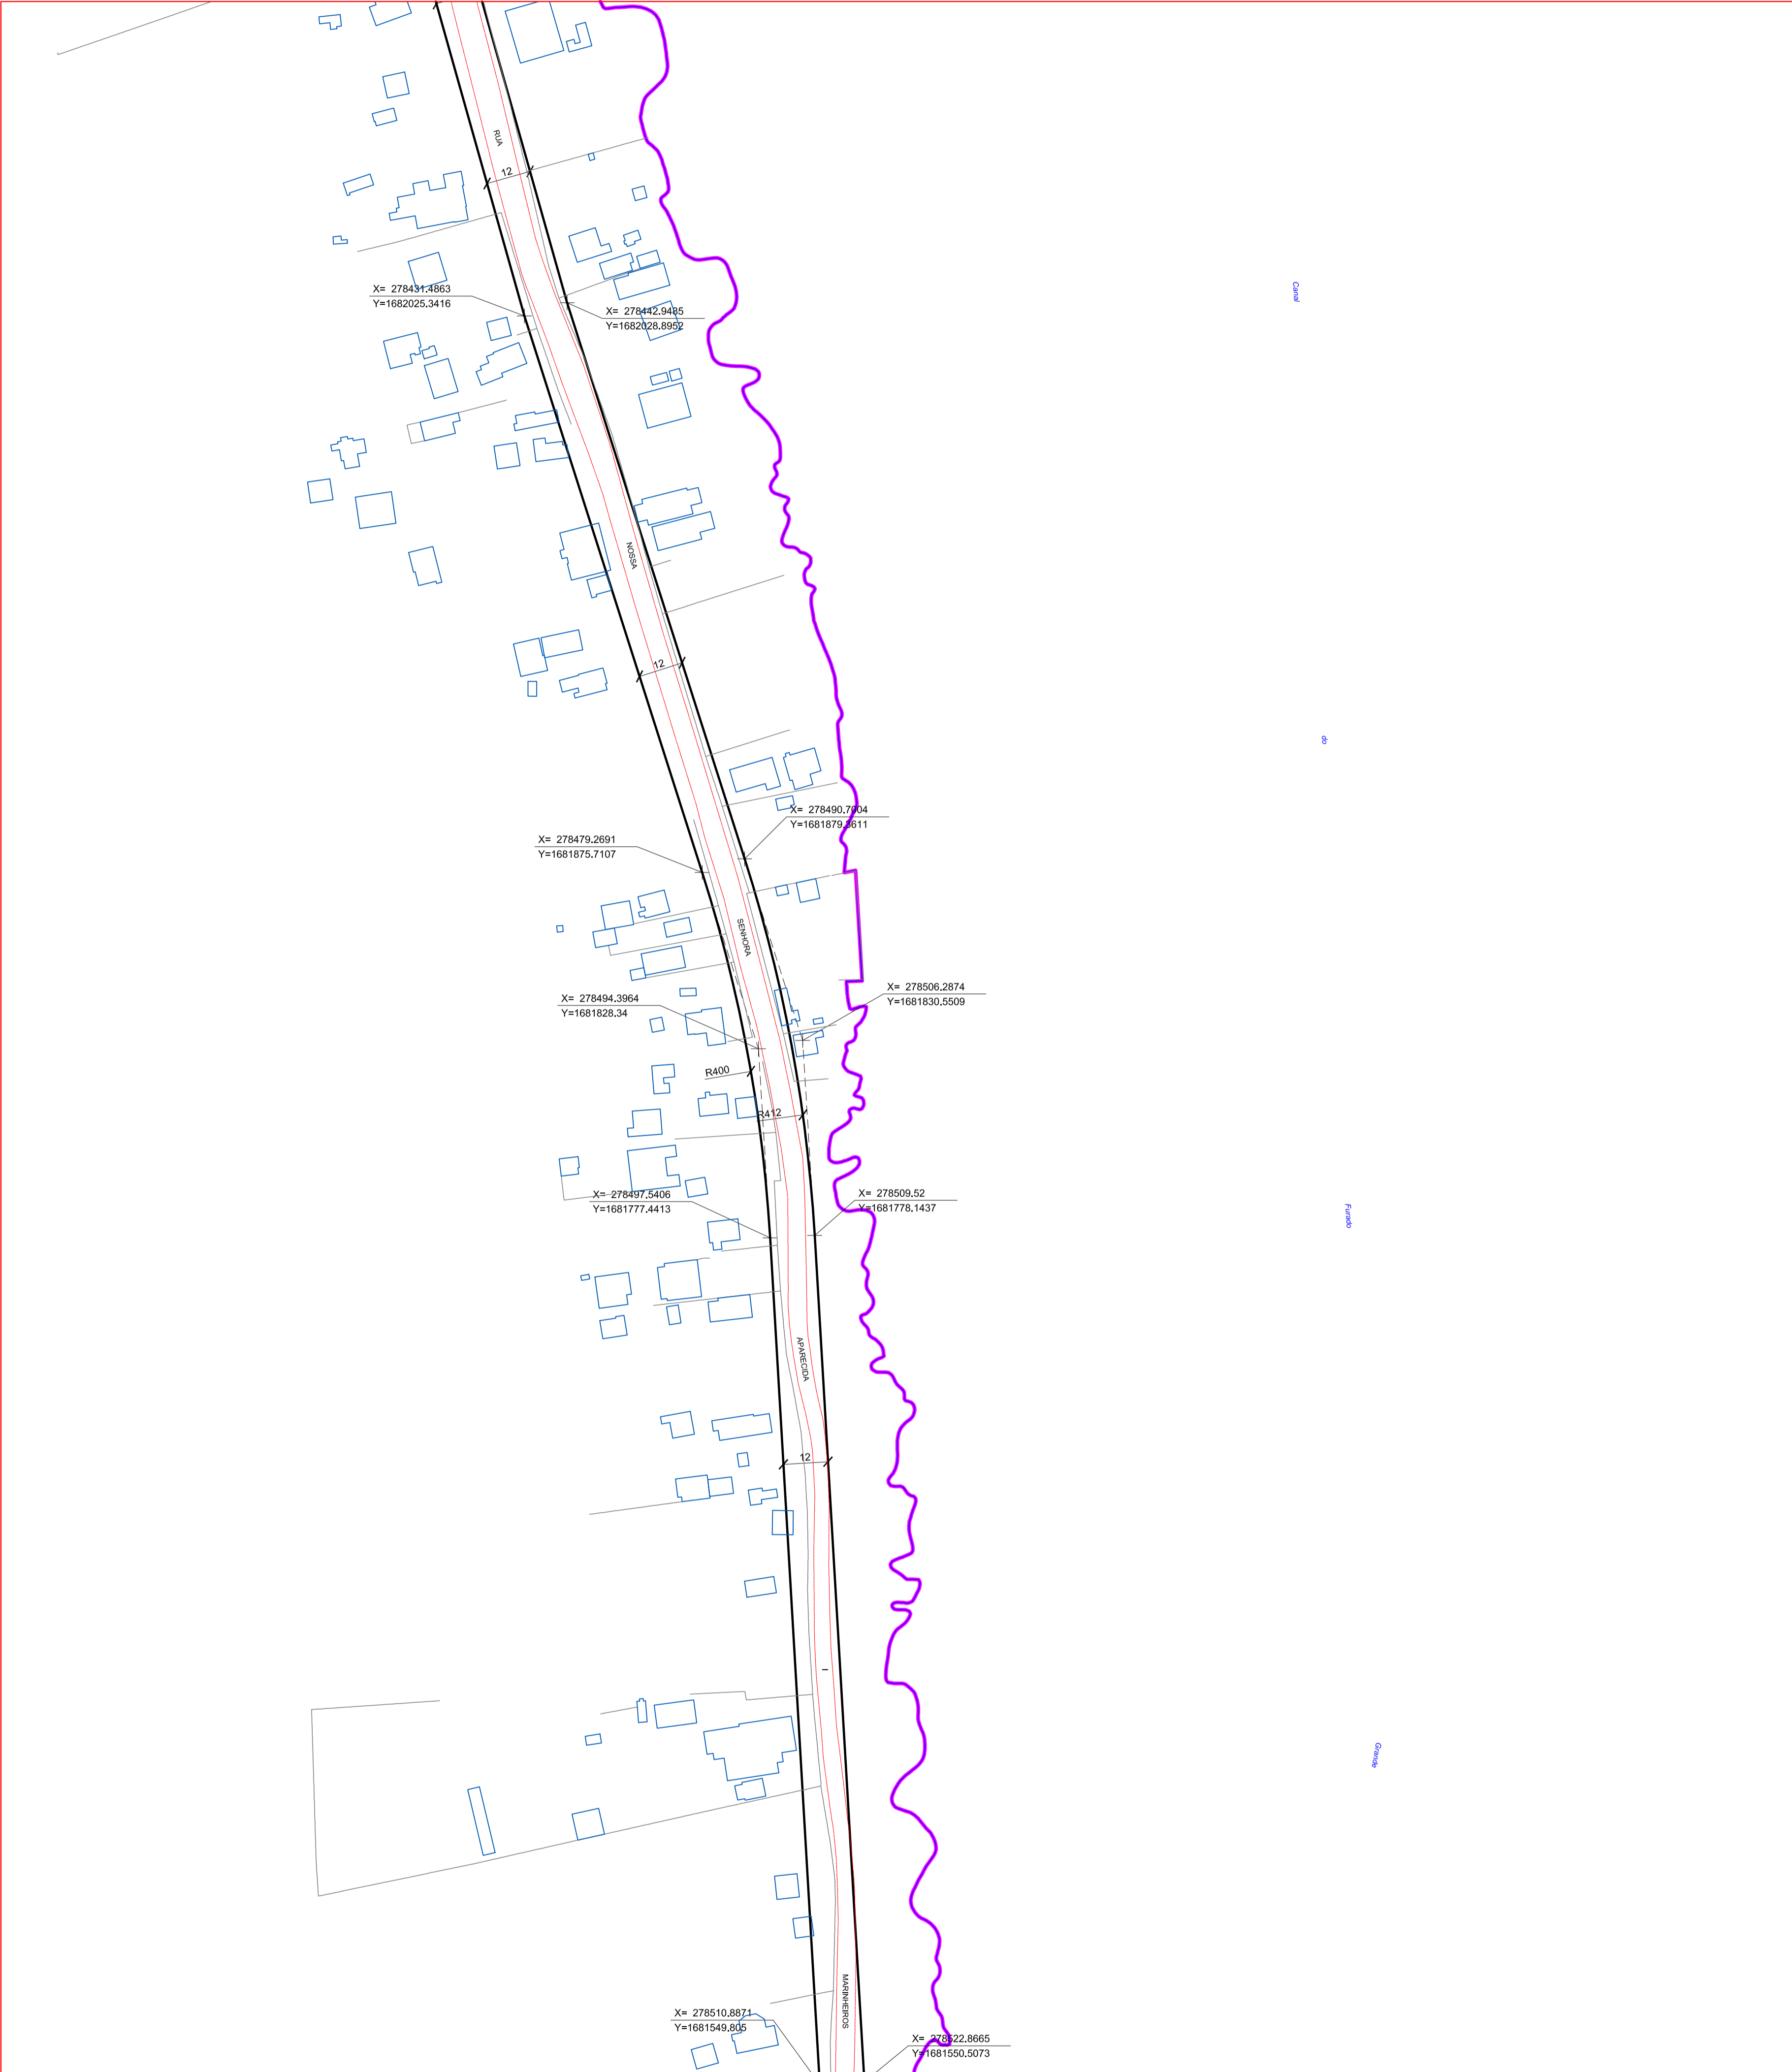 RUA
12
Canal
X= 278431.4863
Y=1682025.3416
X= 278442.9485
Y=1682028.8952
NOSSA
12
do
X= 278490.7004
Y=1681879.3611
X= 278479.2691
Y=1681875.7107
SENHORA
X= 278506.2874
Y=1681830.5509
X= 278494.3964
Y=1681828.34
R400
R412
X= 278497.5406
Y=1681777.4413
X= 278509.52
Y=1681778.1437
Furado
APARECIDA
12
I
Grande
MARINHEIROS
X= 278510.8871
Y=1681549.805
X= 278522.8665
Y=1681550.5073